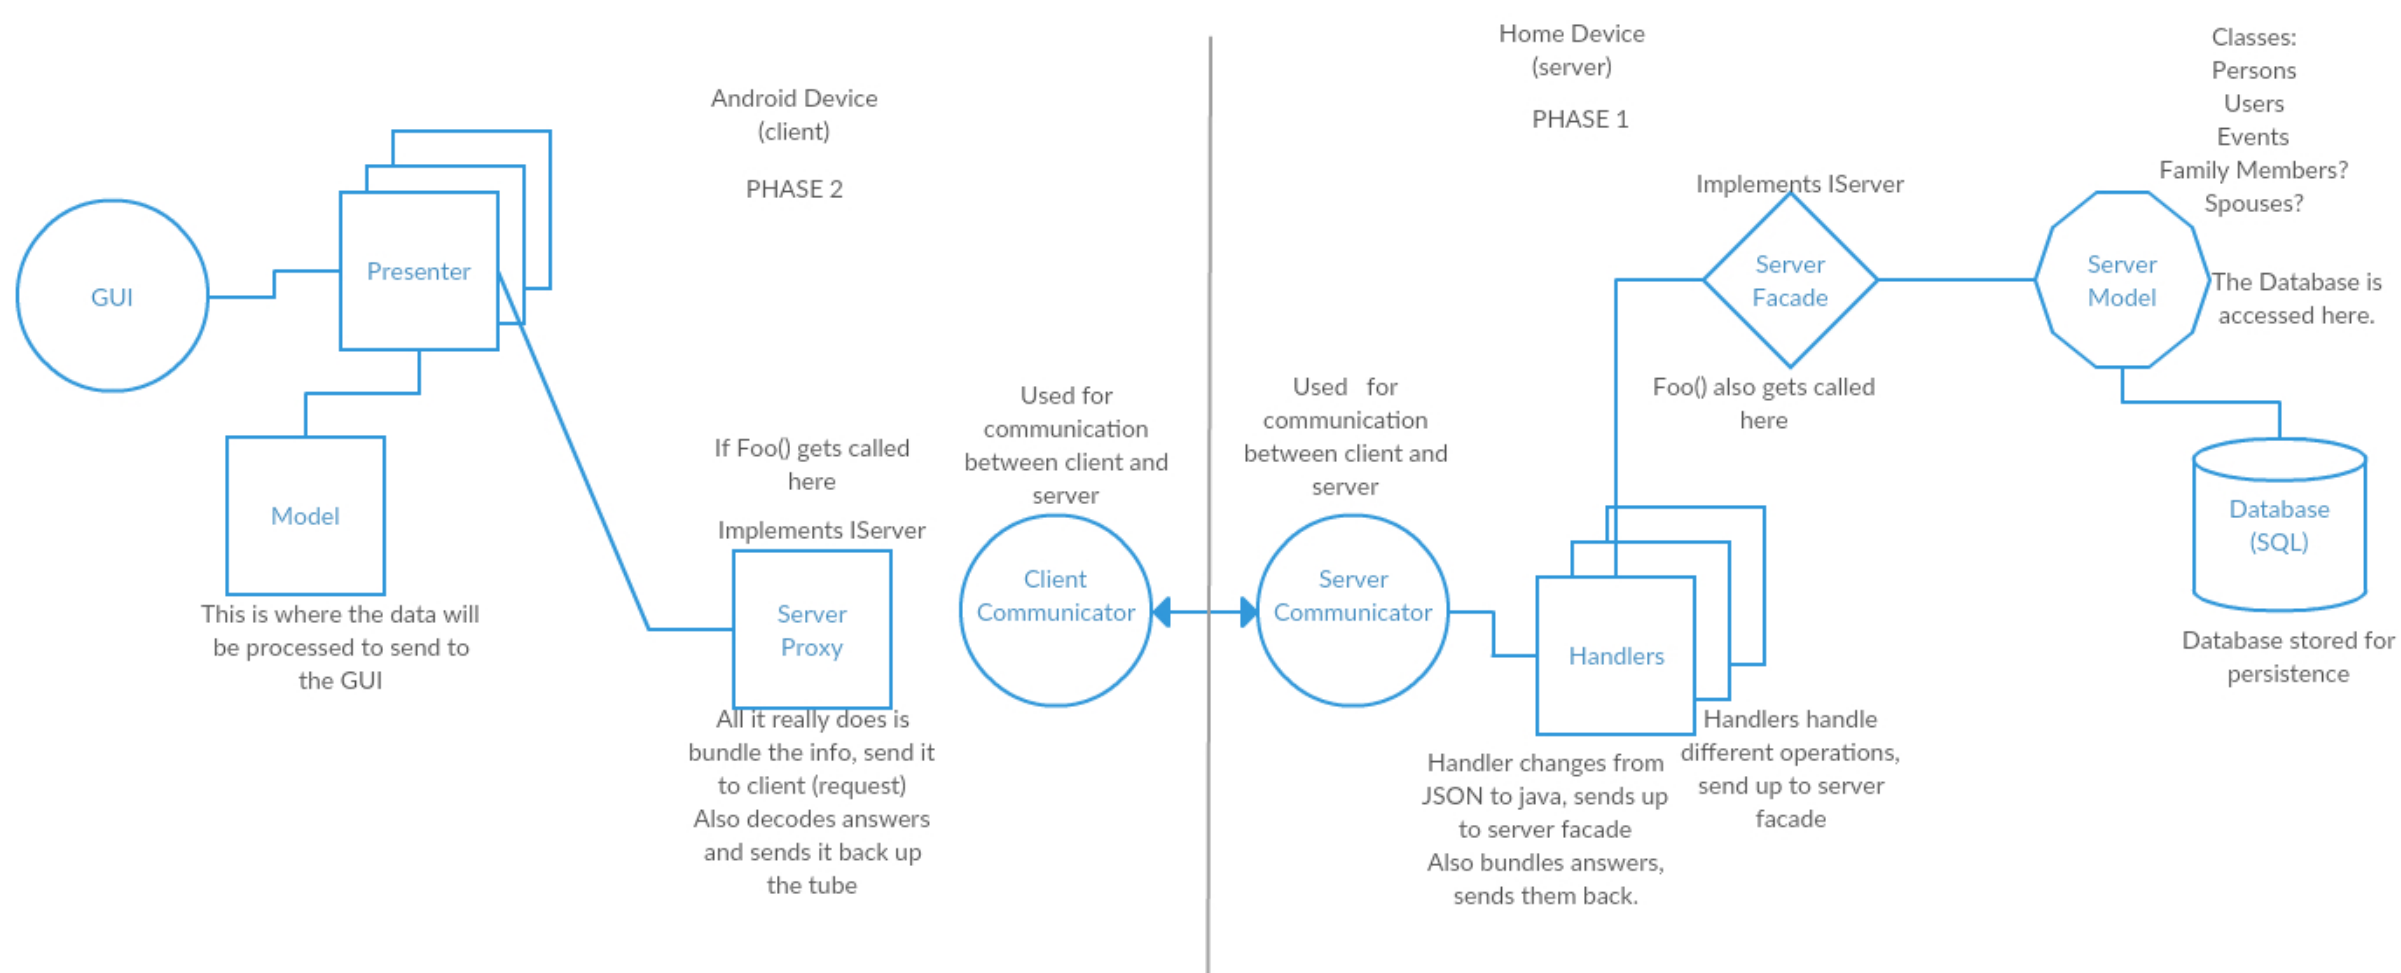 Home Device
(server)
PHASE 1
Classes:
Persons
Users
Events
Family Members?
Spouses?
Android Device
(client)
PHASE 2
GUI
Presenter
Model
This is where the data will
be processed to send to
the GUI
If Foo() gets called
here
Implements IServer
Server
Proxy
All it really does is
bundle the info, send it
to client (request)
Also decodes answers
and sends it back up
the tube
Used for
communication
between client and
server
Client
Communicator
Used for
communication
between client and
server
Server
Communicator
Handlers
Handler changes from
JSON to java, sends up
to server facade
Also bundles answers,
sends them back.
Handlers handle
different operations,
send up to server
facade
Implements IServer
Server
Facade
Foo() also gets called
here
Server
Model
The Database is
accessed here.
Database
(SQL)
Database stored for
persistence